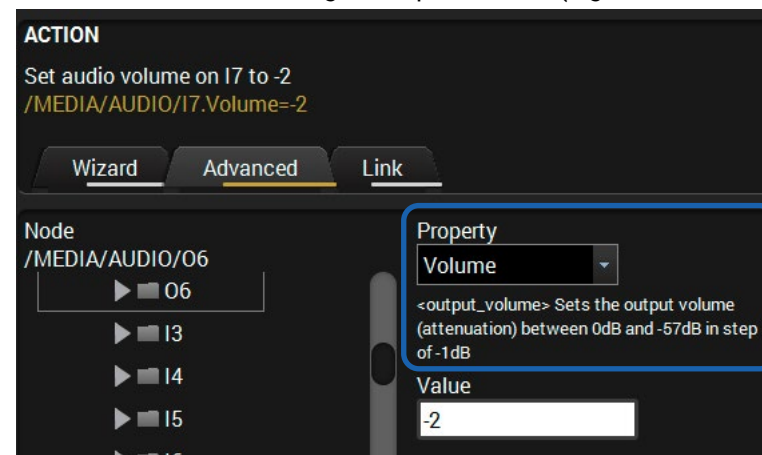 ACTION
Set audio volume on I7 to -2
/MEDIA/AUDIO/I7.Volume=-2
Wizard Advanced Link
Node
/MEDIA/AUDIO/O6
O6
I3
I4
I5
Property
Volume
<output_volume> Sets the output volume
(attenuation) between 0dB and -57dB in step
of -1dB
Value
-2